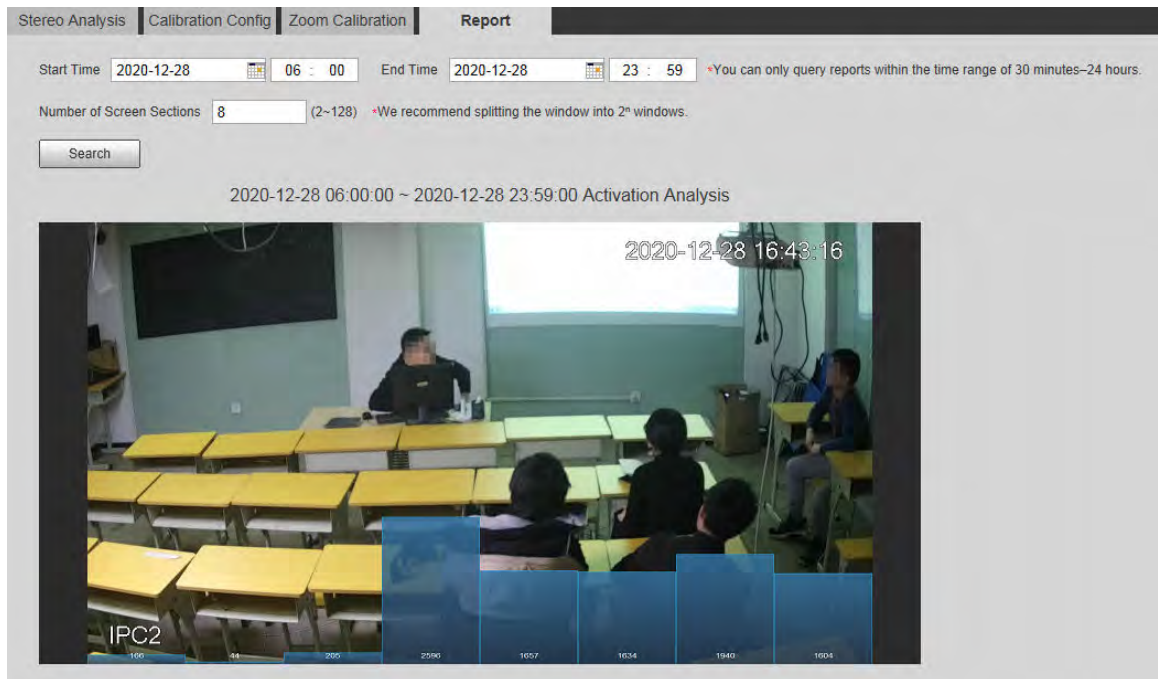 Stereo Analysis Calibration Config Zoom Calibration Report
Start Time 2020-12-28 06 : 00 End Time 2020-12-28 23 : 59 *You can only query reports within the time range of 30 minutes–24 hours.
Number of Screen Sections 8 (2~128) *We recommend splitting the window into 2ⁿ windows.
Search
2020-12-28 06:00:00 ~ 2020-12-28 23:59:00 Activation Analysis
2020-12-28 16:43:16
IPC2
166 44 205 2596 1657 1634 1940 1604